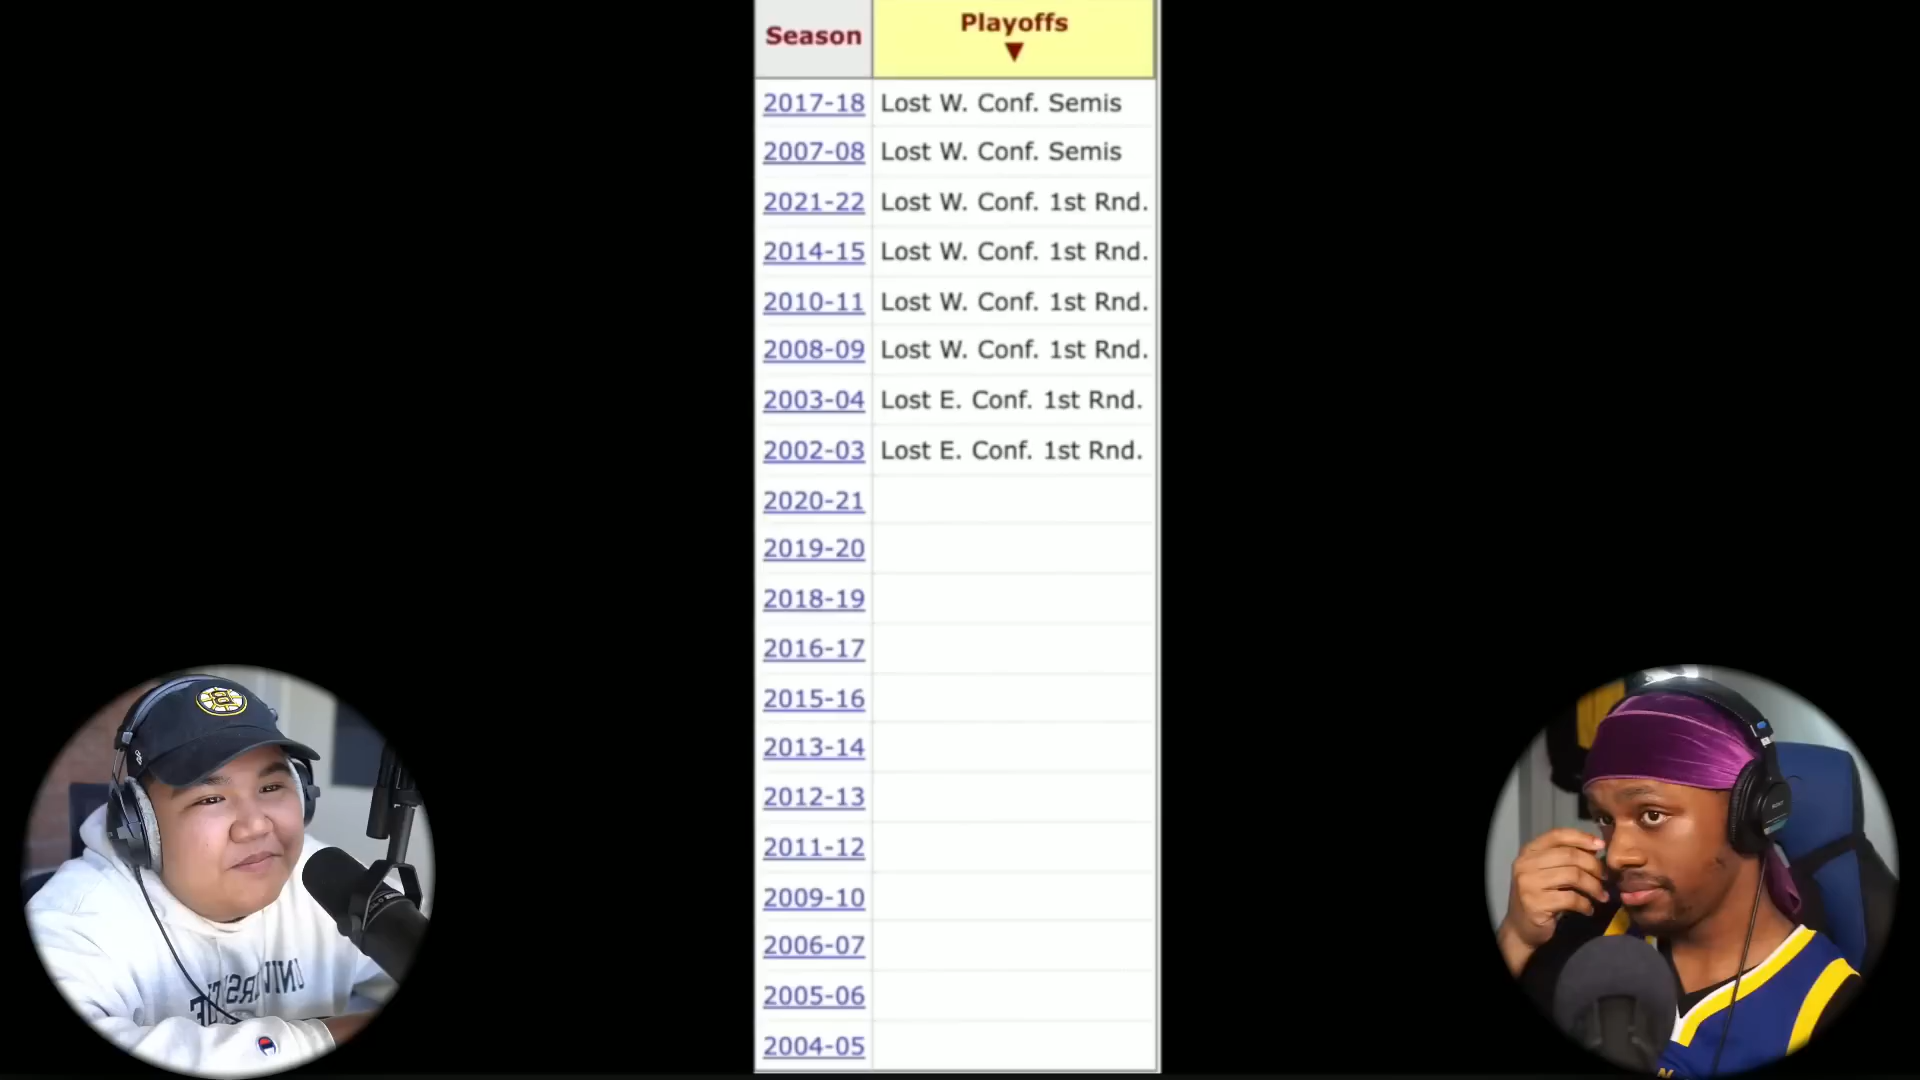 Season Playoffs
▼
2017-18 Lost W. Conf. Semis
2007-08 Lost W. Conf. Semis
2021-22 Lost W. Conf. 1st Rnd.
2014-15 Lost W. Conf. 1st Rnd.
2010-11 Lost W. Conf. 1st Rnd.
2008-09 Lost W. Conf. 1st Rnd.
2003-04 Lost E. Conf. 1st Rnd.
2002-03 Lost E. Conf. 1st Rnd.
2020-21
2019-20
2018-19
2016-17
2015-16
2013-14
2012-13
2011-12
2009-10
2006-07
2005-06
2004-05
B